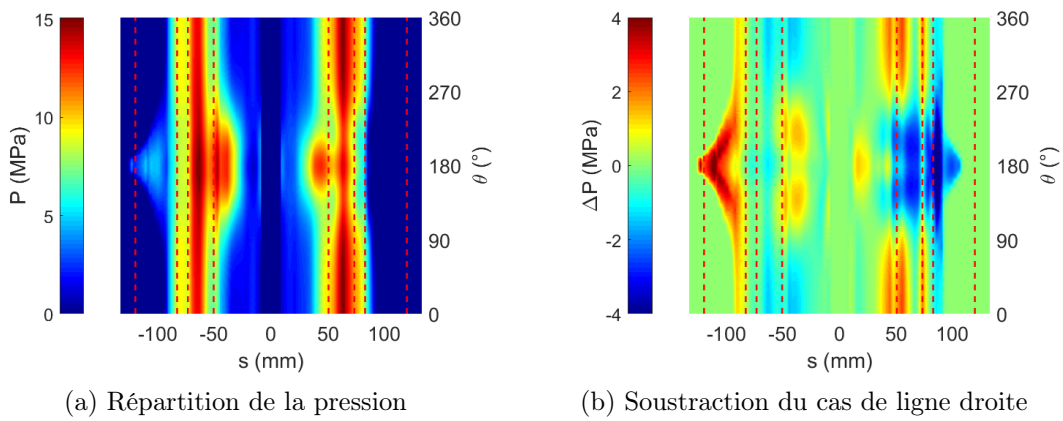 15
10
5
0
P (MPa)
360
270
180
90
0
θ (°)
-100 -50 0 50 100
s (mm)
(a) Répartition de la pression
4
2
0
-2
-4
ΔP (MPa)
360
270
180
90
0
θ (°)
-100 -50 0 50 100
s (mm)
(b) Soustraction du cas de ligne droite